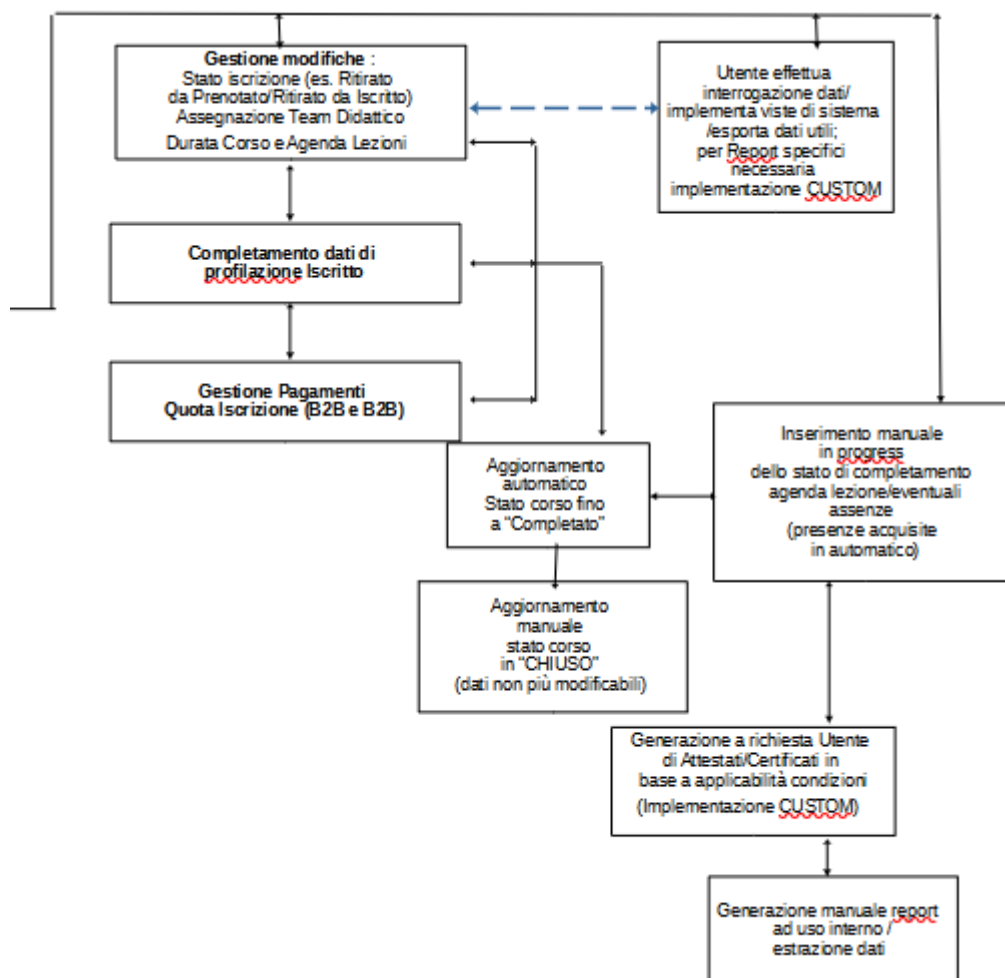 Gestione modifiche :
Stato iscrizione (es. Ritirato
da Prenotato/Ritirato da Iscritto)
Assegnazione Team Didattico
Durata Corso e Agenda Lezioni
Utente effettua
interrogazione dati/
implementa viste di sistema
/esporta dati utili;
per Report specifici
necessaria
implementazione CUSTOM
Completamento dati di
profilazione Iscritto
Gestione Pagamenti
Quota Iscrizione (B2B e B2B)
Aggiornamento
automatico
Stato corso fino
a “Completato”
Inserimento manuale
in progress
dello stato di completamento
agenda lezione/eventuali
assenze
(presenze acquisite
in automatico)
Aggiornamento
manuale
stato corso
in “CHIUSO”
(dati non più modificabili)
Generazione a richiesta Utente
di Attestati/Certificati in
base a applicabilità condizioni
(Implementazione CUSTOM)
Generazione manuale report
ad uso interno /
estrazione dati